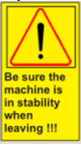 !
Be sure the
machine is
in stability
when
leaving !!!